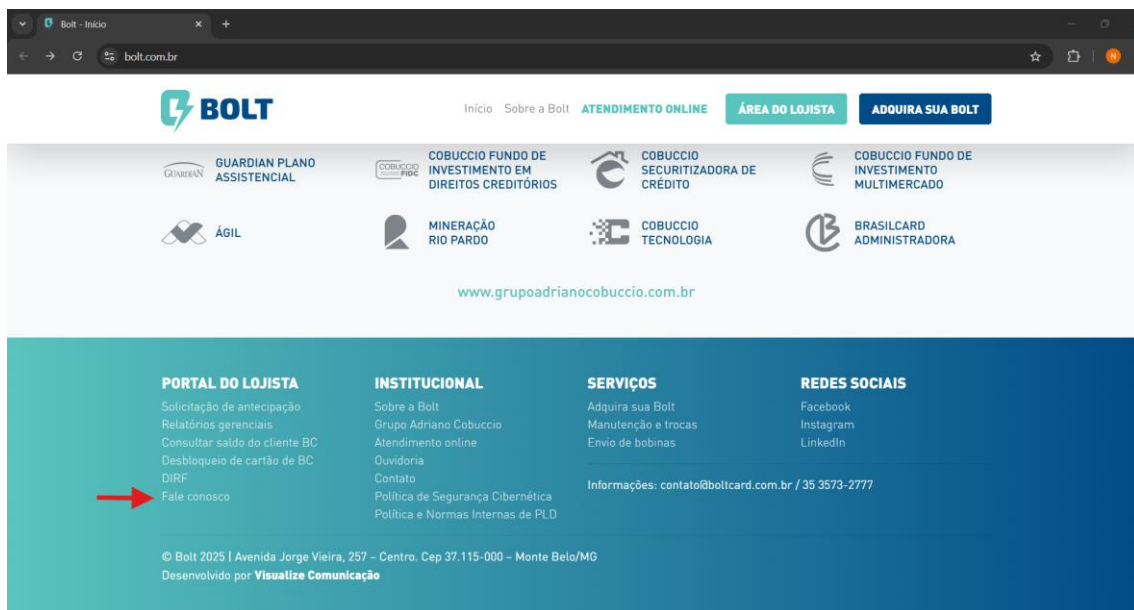 Bolt - Início
bolt.com.br
N
BOLT
Início Sobre a Bolt ATENDIMENTO ONLINE ÁREA DO LOJISTA ADQUIRA SUA BOLT
GUARDIAN
GUARDIAN PLANO
ASSISTENCIAL
COBUCCIO
FIDC
COBUCCIO FUNDO DE
INVESTIMENTO EM
DIREITOS CREDITÓRIOS
COBUCCIO
SECURITIZADORA DE
CRÉDITO
COBUCCIO FUNDO DE
INVESTIMENTO
MULTIMERCADO
ÁGIL
MINERAÇÃO
RIO PARDO
COBUCCIO
TECNOLOGIA
BRASILCARD
ADMINISTRADORA
www.grupoadrianocobuccio.com.br
PORTAL DO LOJISTA
Solicitação de antecipação
Relatórios gerenciais
Consultar saldo do cliente BC
Desbloqueio de cartão de BC
DIRF
Fale conosco
INSTITUCIONAL
Sobre a Bolt
Grupo Adriano Cobuccio
Atendimento online
Ouvidoria
Contato
Política de Segurança Cibernética
Política e Normas Internas de PLD
SERVIÇOS
Adquira sua Bolt
Manutenção e trocas
Envio de bobinas
REDES SOCIAIS
Facebook
Instagram
LinkedIn
Informações: contato@boltcard.com.br / 35 3573-2777
© Bolt 2025 | Avenida Jorge Vieira, 257 – Centro. Cep 37.115-000 – Monte Belo/MG
Desenvolvido por Visualize Comunicação